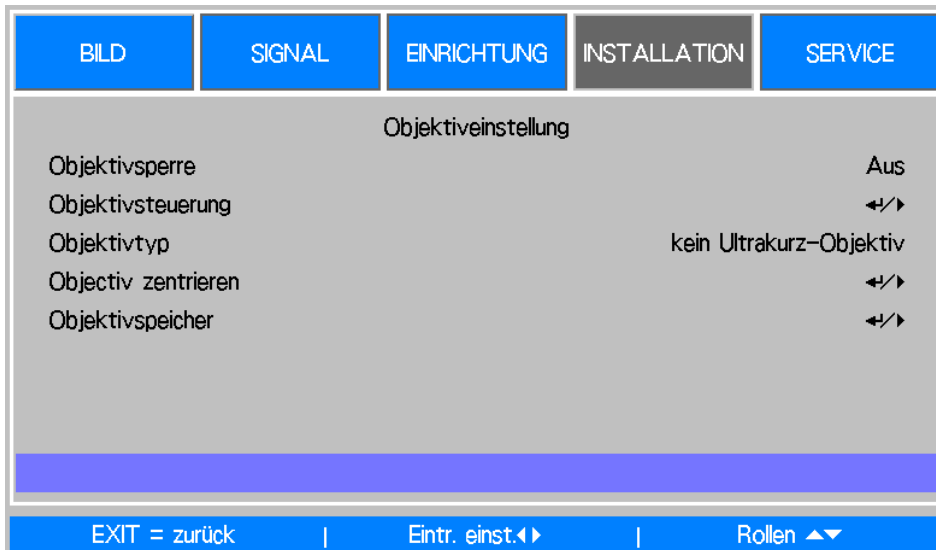 BILD SIGNAL EINRICHTUNG INSTALLATION SERVICE
Objektiveinstellung
Objektivsperre Aus
Objektivsteuerung ↵/▶
Objektivtyp kein Ultrakurz-Objektiv
Objectiv zentrieren ↵/▶
Objektivspeicher ↵/▶
EXIT = zurück | Eintr. einst.◀▶ | Rollen ▲▼